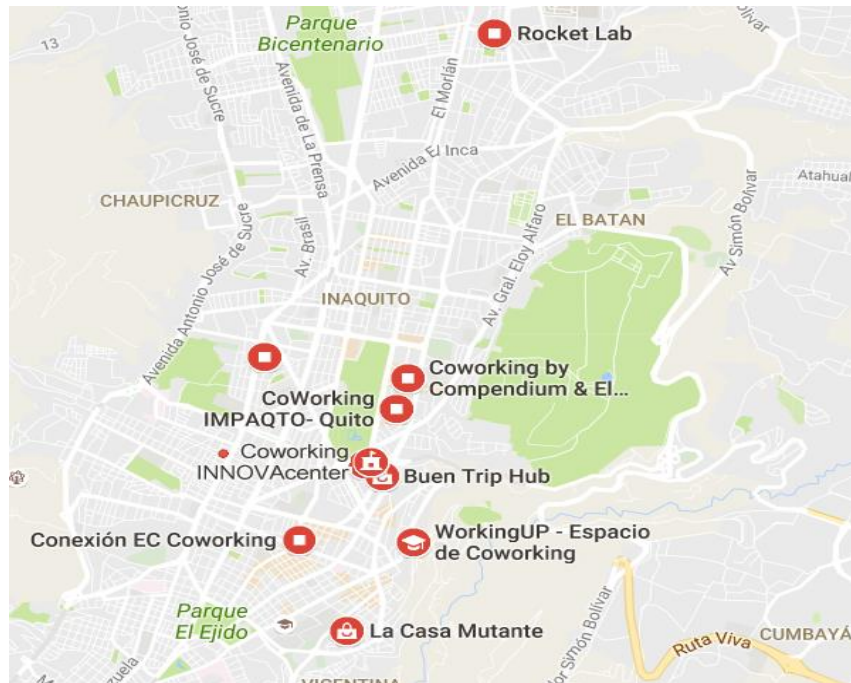 Parque
Bicentenario
Rocket Lab
13
Avenida Antonio José de Sucre
Avenida de La Prensa
El Morlán
Avenida El Inca
CHAUPICRUZ
Av. Brasil
EL BATAN
Atahual
Av Simón Bolívar
Av. Gral. Eloy Alfaro
INAQUITO
Avenida Antonio José de Sucre
Coworking by
Compendium & El...
CoWorking
IMPAQTO- Quito
Coworking
INNOVAcenter
Buen Trip Hub
Conexión EC Coworking
WorkingUP - Espacio
de Coworking
Parque
El Ejido
La Casa Mutante
Simón Bolívar
Ruta Viva
CUMBAYÁ
VICENTINA